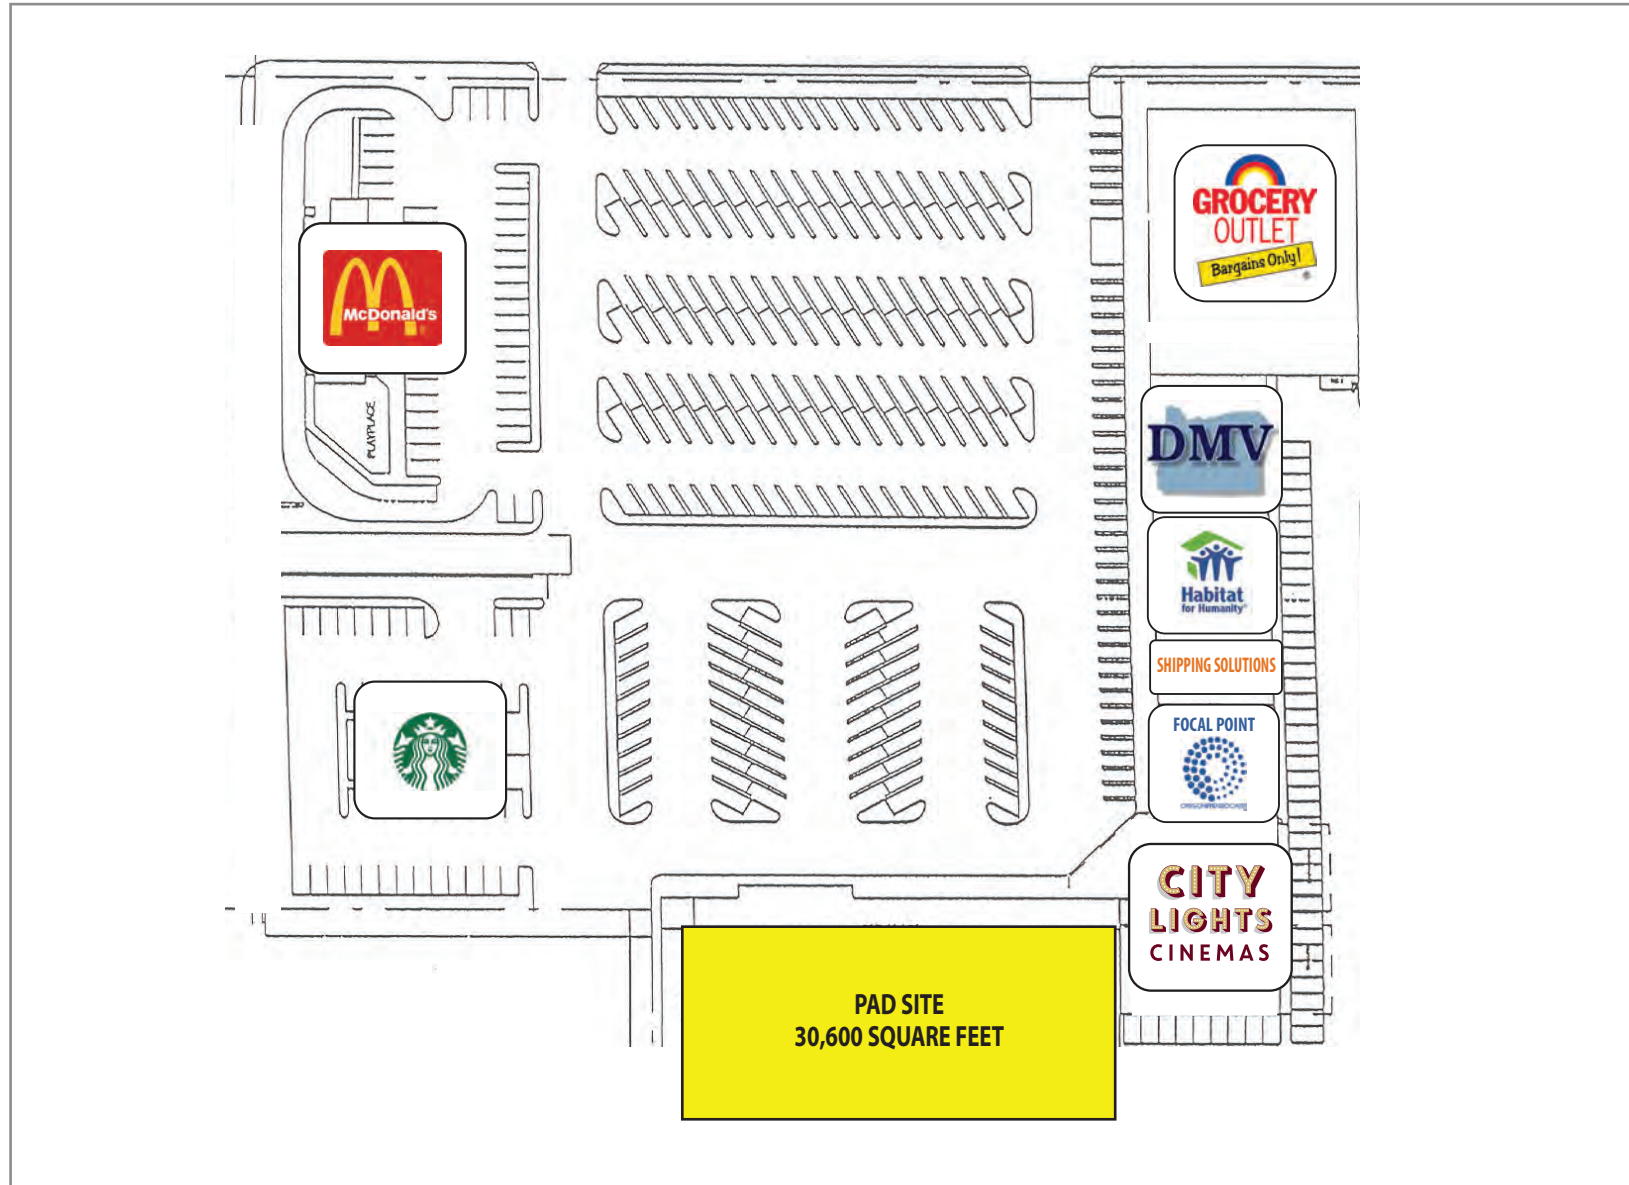 GROCERY
OUTLET
Bargains Only!
McDonald's
PLAYPLACE
DMV
Habitat
for Humanity®
SHIPPING SOLUTIONS
FOCAL POINT
CITY
LIGHTS
CINEMAS
PAD SITE
30,600 SQUARE FEET